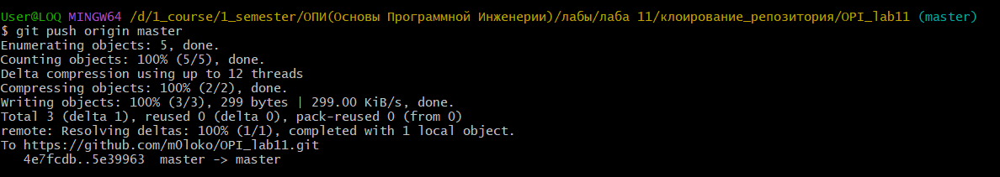 User@LOQ MINGW64 /d/1_course/1_semester/ОПИ(Основы Программной Инженерии)/лабы/лаба 11/клоирование_репозитория/OPI_lab11 (master)
$ git push origin master
Enumerating objects: 5, done.
Counting objects: 100% (5/5), done.
Delta compression using up to 12 threads
Compressing objects: 100% (2/2), done.
Writing objects: 100% (3/3), 299 bytes | 299.00 KiB/s, done.
Total 3 (delta 1), reused 0 (delta 0), pack-reused 0 (from 0)
remote: Resolving deltas: 100% (1/1), completed with 1 local object.
To https://github.com/m0loko/OPI_lab11.git
   4e7fcdb..5e39963  master -> master